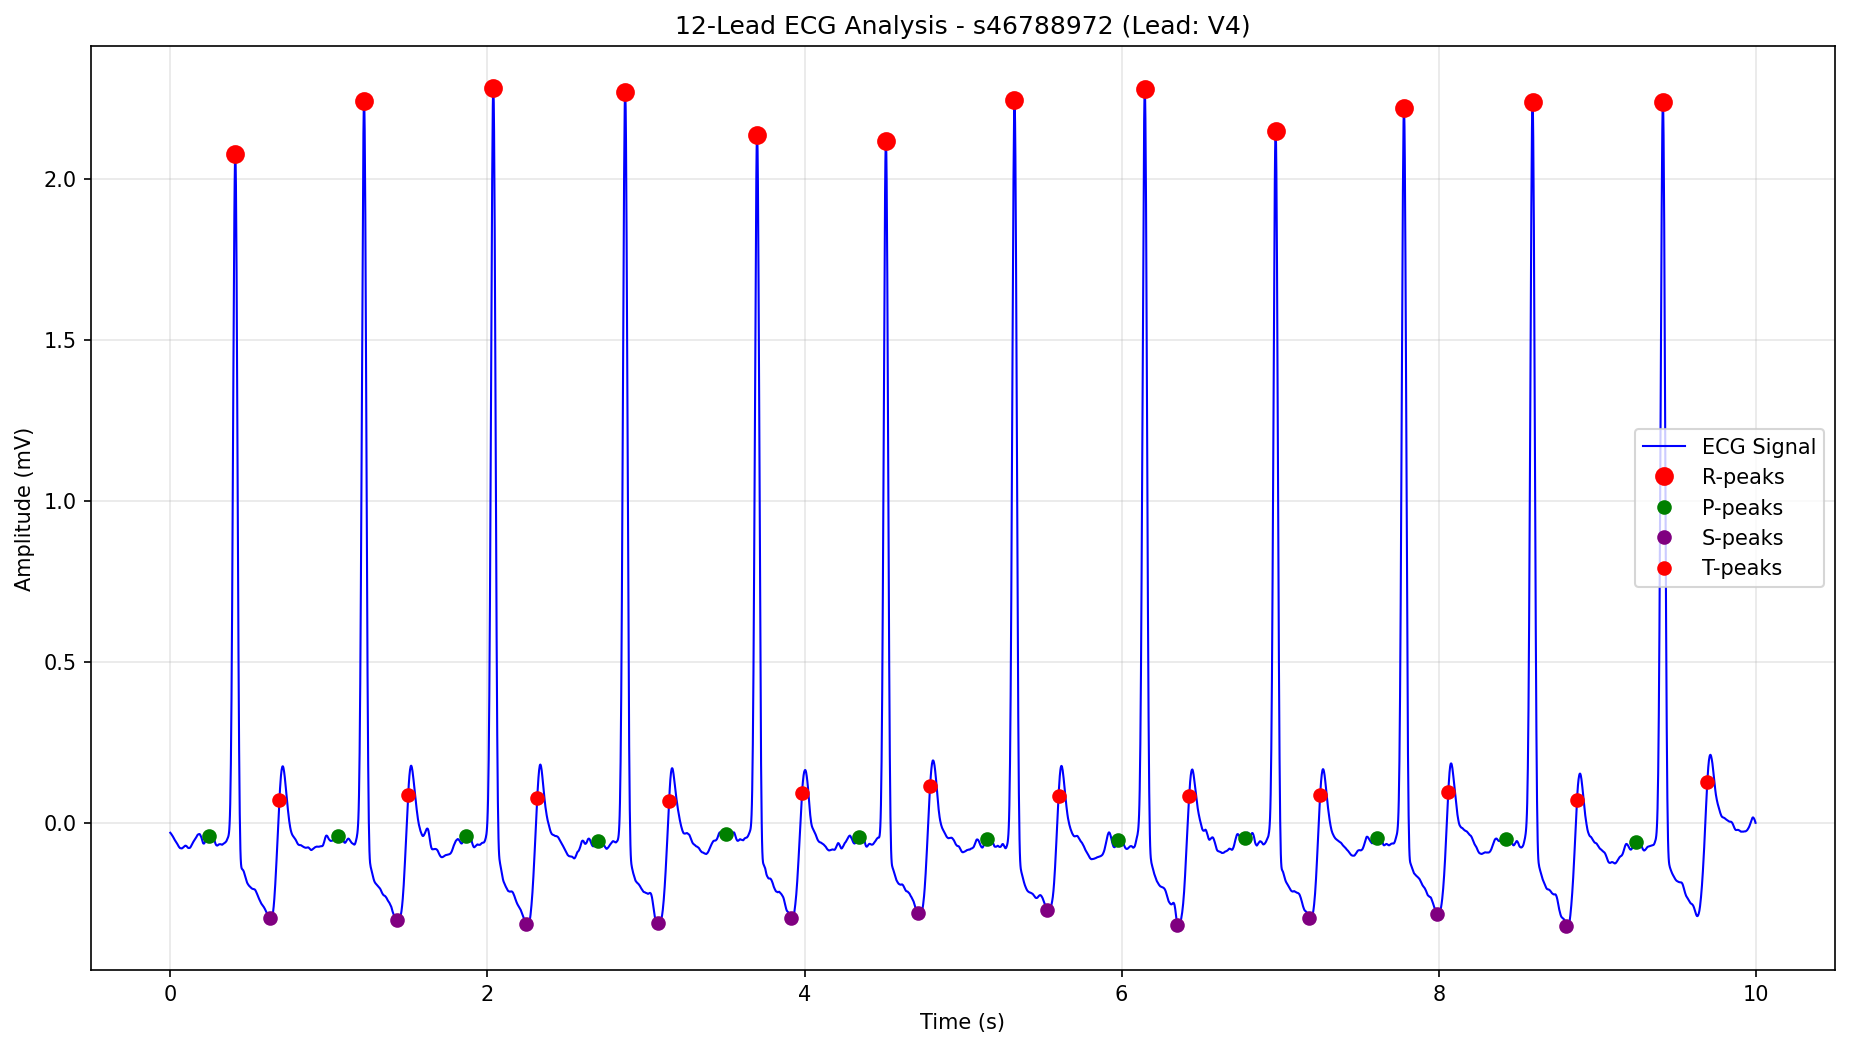 12-Lead ECG Analysis - s46788972 (Lead: V4)
Amplitude (mV)
2.0
1.5
1.0
0.5
0.0
ECG Signal
R-peaks
P-peaks
S-peaks
T-peaks
0 2 4 6 8 10
Time (s)